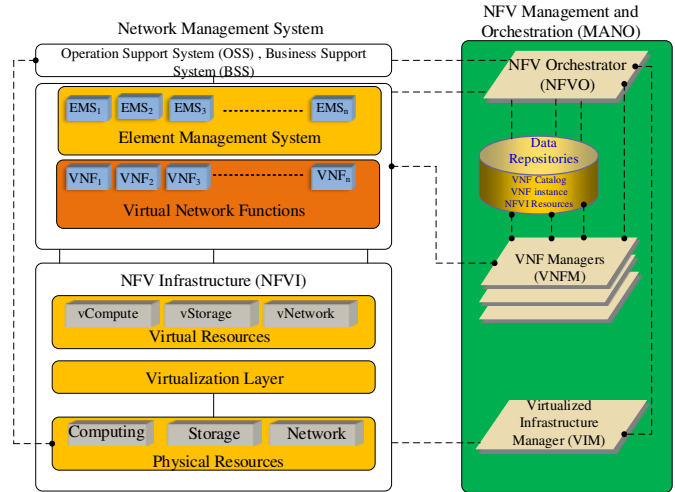 Network Management System
NFV Management and
Orchestration (MANO)
Operation Support System (OSS) , Business Support
System (BSS)
EMS1 EMS2 EMS3 EMSn
Element Management System
VNF1 VNF2 VNF3 VNFn
Virtual Network Functions
NFV Infrastructure (NFVI)
vCompute vStorage vNetwork
Virtual Resources
Virtualization Layer
Computing Storage Network
Physical Resources
NFV Orchestrator
(NFVO)
Data
Repositories
VNF Catalog
VNF instance
NFVI Resources
VNF Managers
(VNFM)
Virtualized
Infrastructure
Manager (VIM)